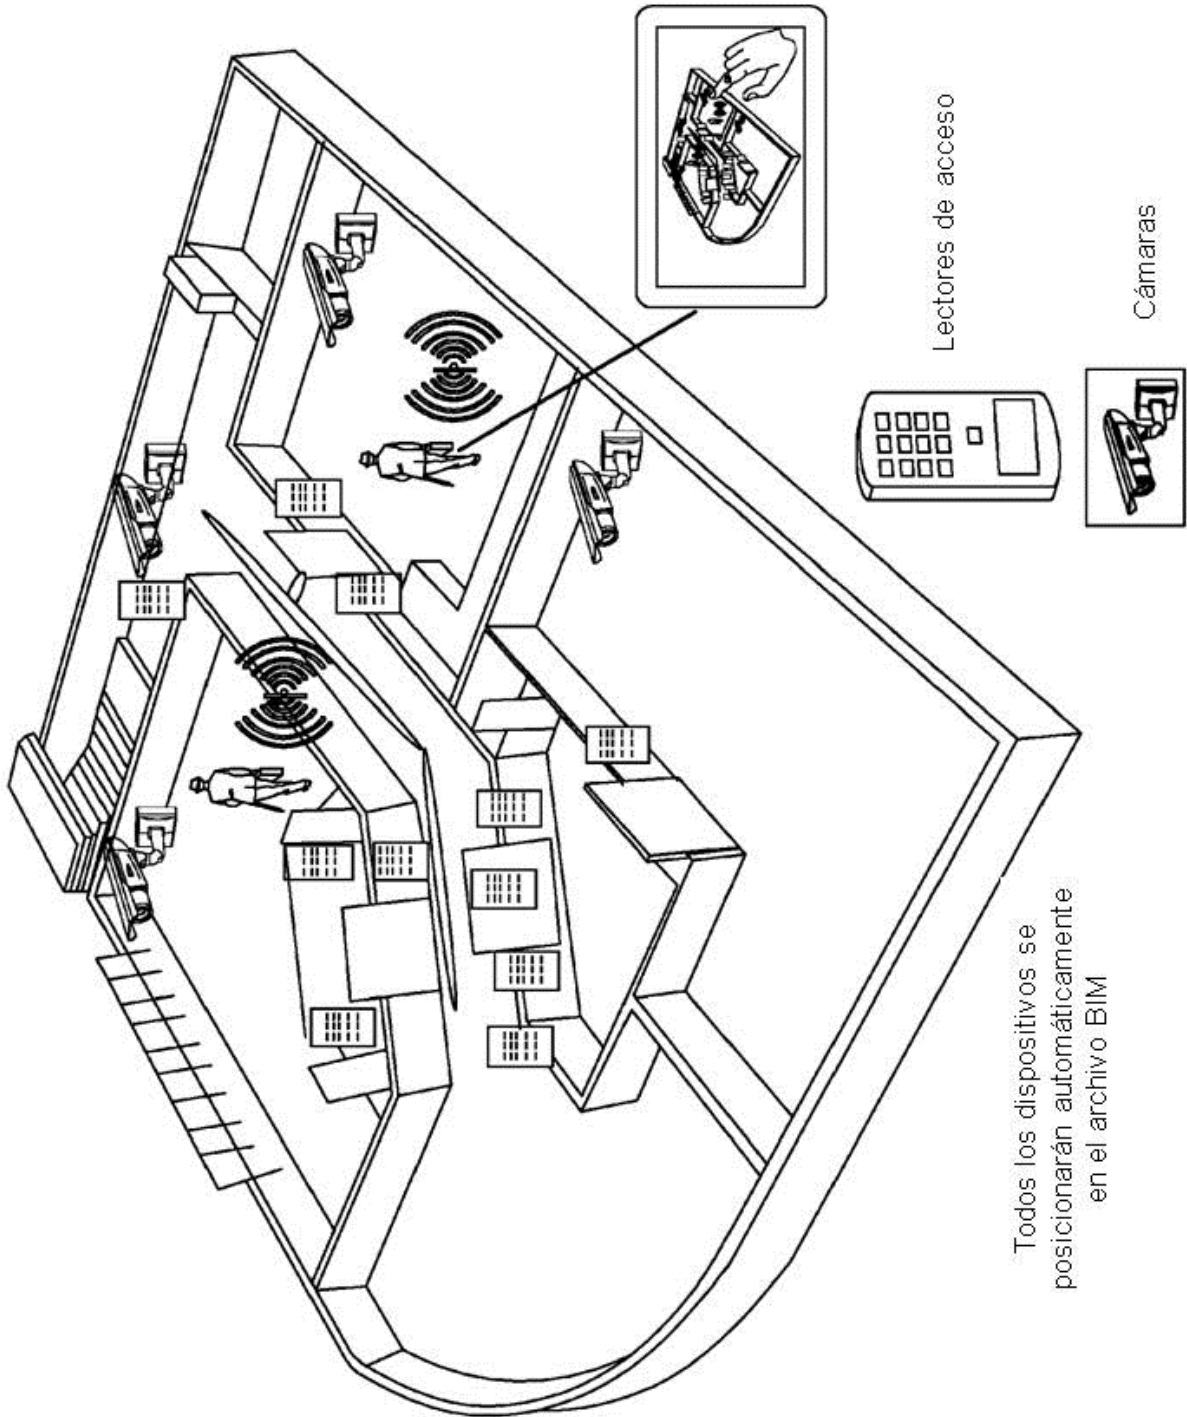 Lectores de acceso
Cámaras
Todos los dispositivos se
posicionarán automáticamente
en el archivo BIM